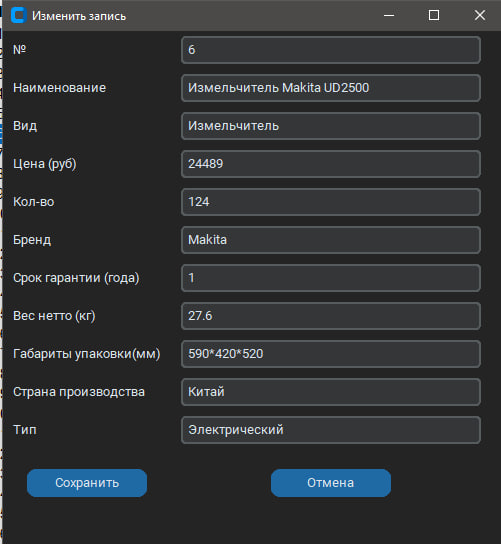 Изменить запись
№ 6
Наименование Измельчитель Makita UD2500
Вид Измельчитель
Цена (руб) 24489
Кол-во 124
Бренд Makita
Срок гарантии (года) 1
Вес нетто (кг) 27.6
Габариты упаковки(мм) 590*420*520
Страна производства Китай
Тип Электрический
Сохранить Отмена